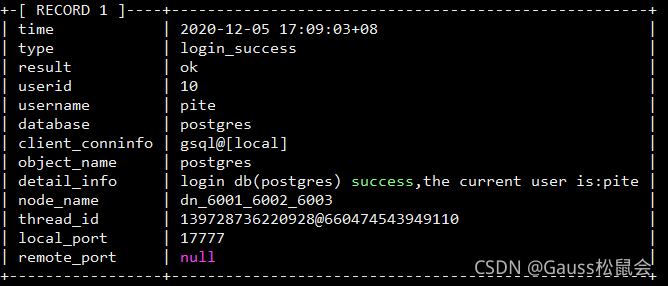 +-[ RECORD 1 ]----+------------------------------------------------------+
| time            | 2020-12-05 17:09:03+08                               |
| type            | login_success                                        |
| result          | ok                                                   |
| userid          | 10                                                   |
| username        | pite                                                 |
| database        | postgres                                             |
| client_conninfo | gsql@[local]                                         |
| object_name     | postgres                                             |
| detail_info     | login db(postgres) success,the current user is:pite |
| node_name       | dn_6001_6002_6003                                    |
| thread_id       | 139728736220928@660474543949110                      |
| local_port      | 17777                                                |
| remote_port     | null                                                 |
+-----------------+------------------------------------------------------+
CSDN @Gauss松鼠会